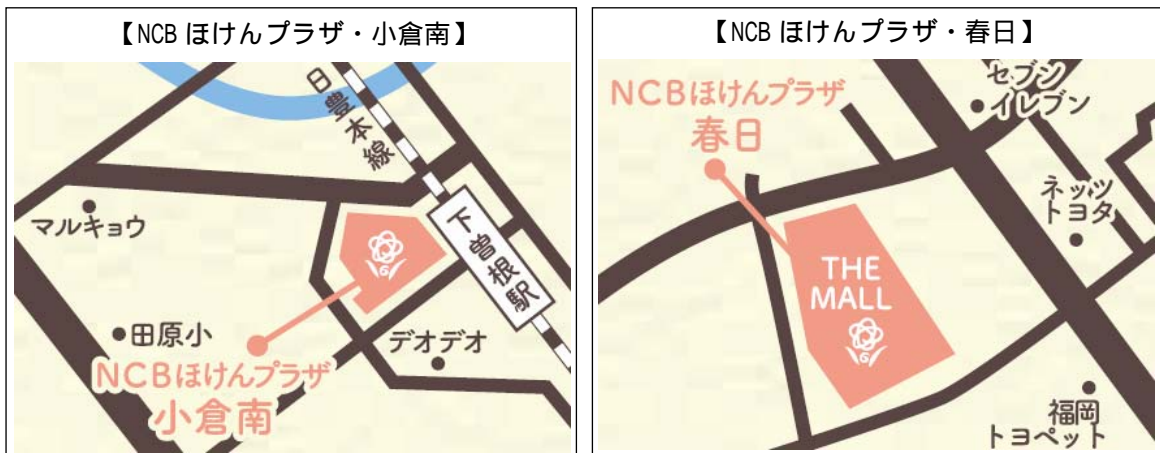 【NCB ほけんプラザ・小倉南】
日豊本線
マルキョウ
下曽根駅
田原小
デオデオ
NCBほけんプラザ
小倉南
【NCB ほけんプラザ・春日】
セブン
イレブン
NCBほけんプラザ
春日
ネッツ
トヨタ
THE
MALL
福岡
トヨペット